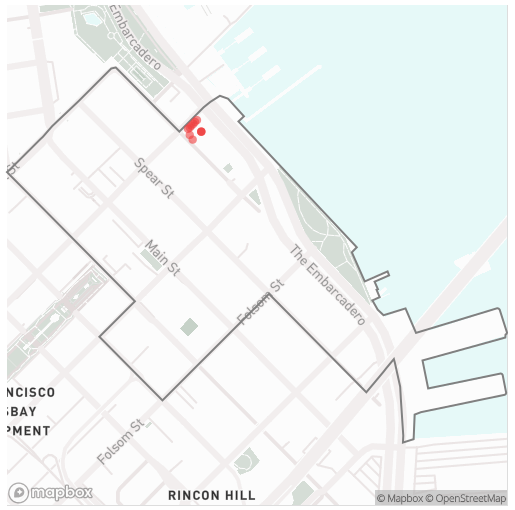 Embarcadero
Spear St
Main St
The Embarcadero
Folsom St
NCISCO
SBAY
PMENT
Folsom St
RINCON HILL
mapbox
© Mapbox © OpenStreetMap